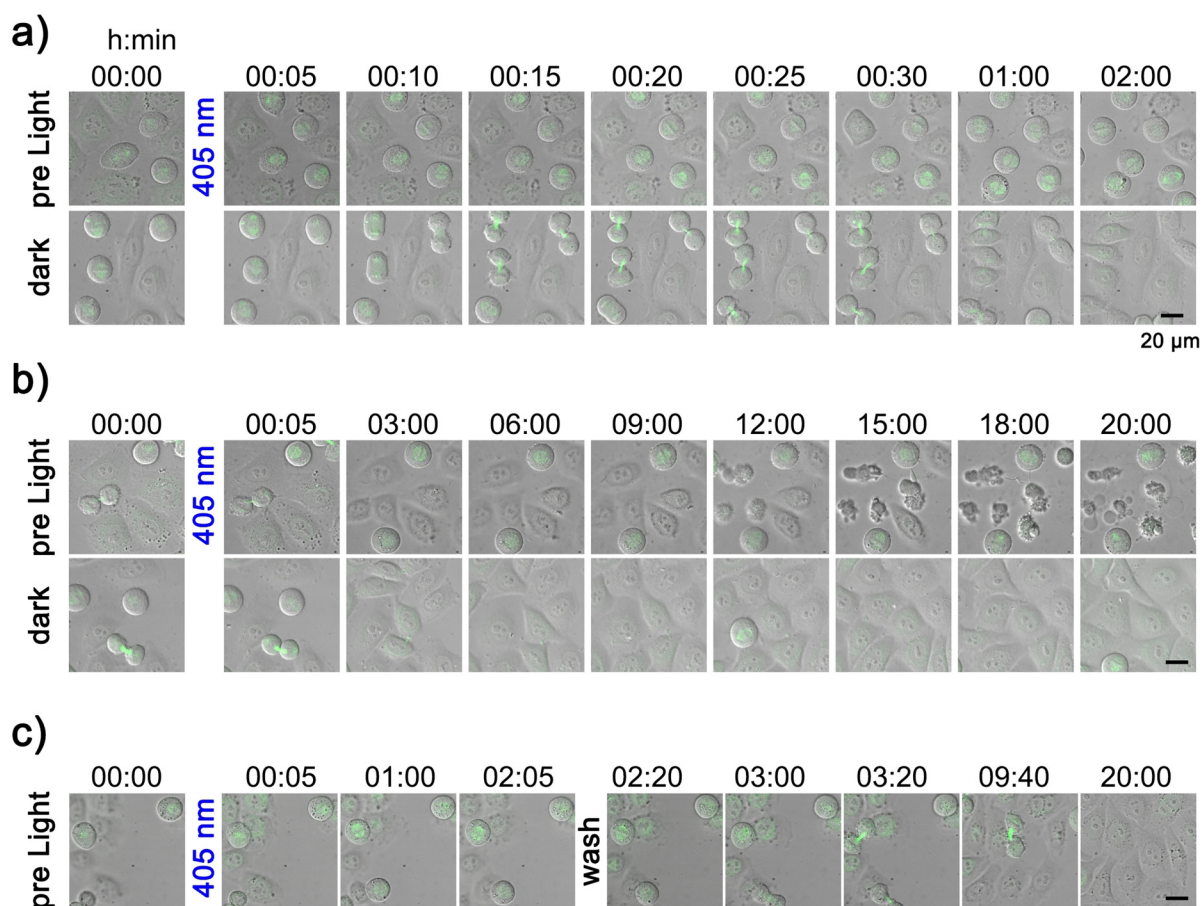 a)
h:min
00:00 00:05 00:10 00:15 00:20 00:25 00:30 01:00 02:00
pre Light
405 nm
dark
20 µm
b)
00:00 00:05 03:00 06:00 09:00 12:00 15:00 18:00 20:00
pre Light
405 nm
dark
c)
00:00 00:05 01:00 02:05 02:20 03:00 03:20 09:40 20:00
pre Light
405 nm
wash